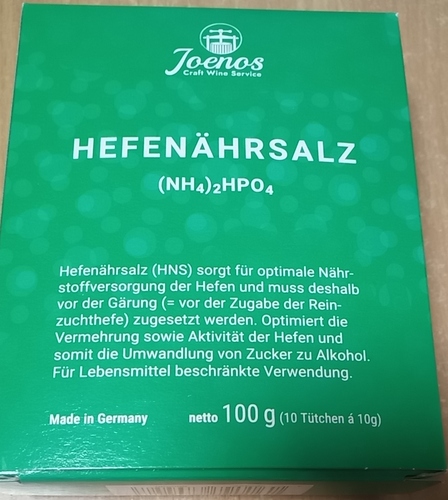 Joenos
Craft Wine Service
HEFENÄHRSALZ
(NH₄)₂HPO₄
Hefenährsalz (HNS) sorgt für optimale Nähr-
stoffversorgung der Hefen und muss deshalb
vor der Gärung (= vor der Zugabe der Rein-
zuchthefe) zugesetzt werden. Optimiert die
Vermehrung sowie Aktivität der Hefen und
somit die Umwandlung von Zucker zu Alkohol.
Für Lebensmittel beschränkte Verwendung.
Made in Germany netto 100 g (10 Tütchen á 10g)